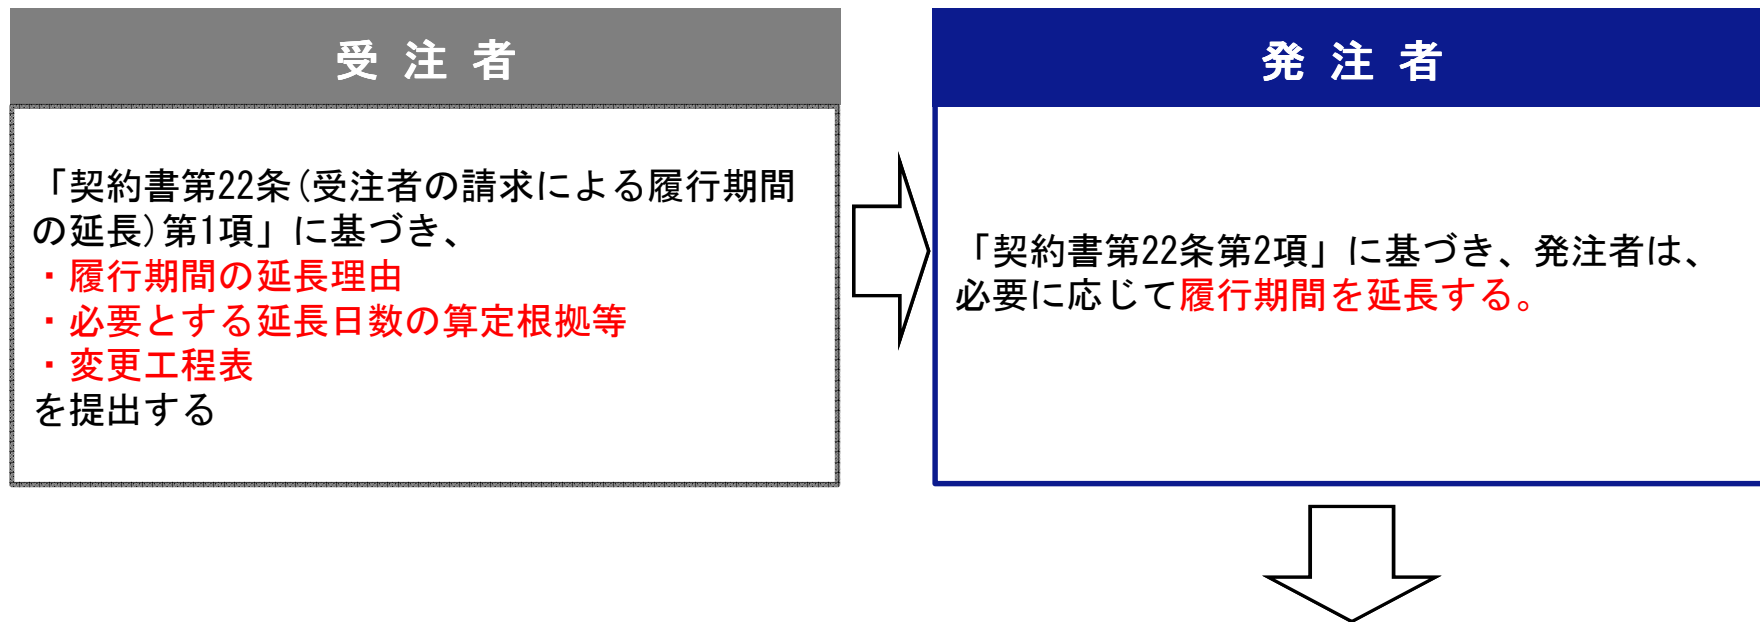 受注者
「契約書第22条(受注者の請求による履行期間
の延長)第1項」に基づき、
・履行期間の延長理由
・必要とする延長日数の算定根拠等
・変更工程表
を提出する
発注者
「契約書第22条第2項」に基づき、発注者は、
必要に応じて履行期間を延長する。